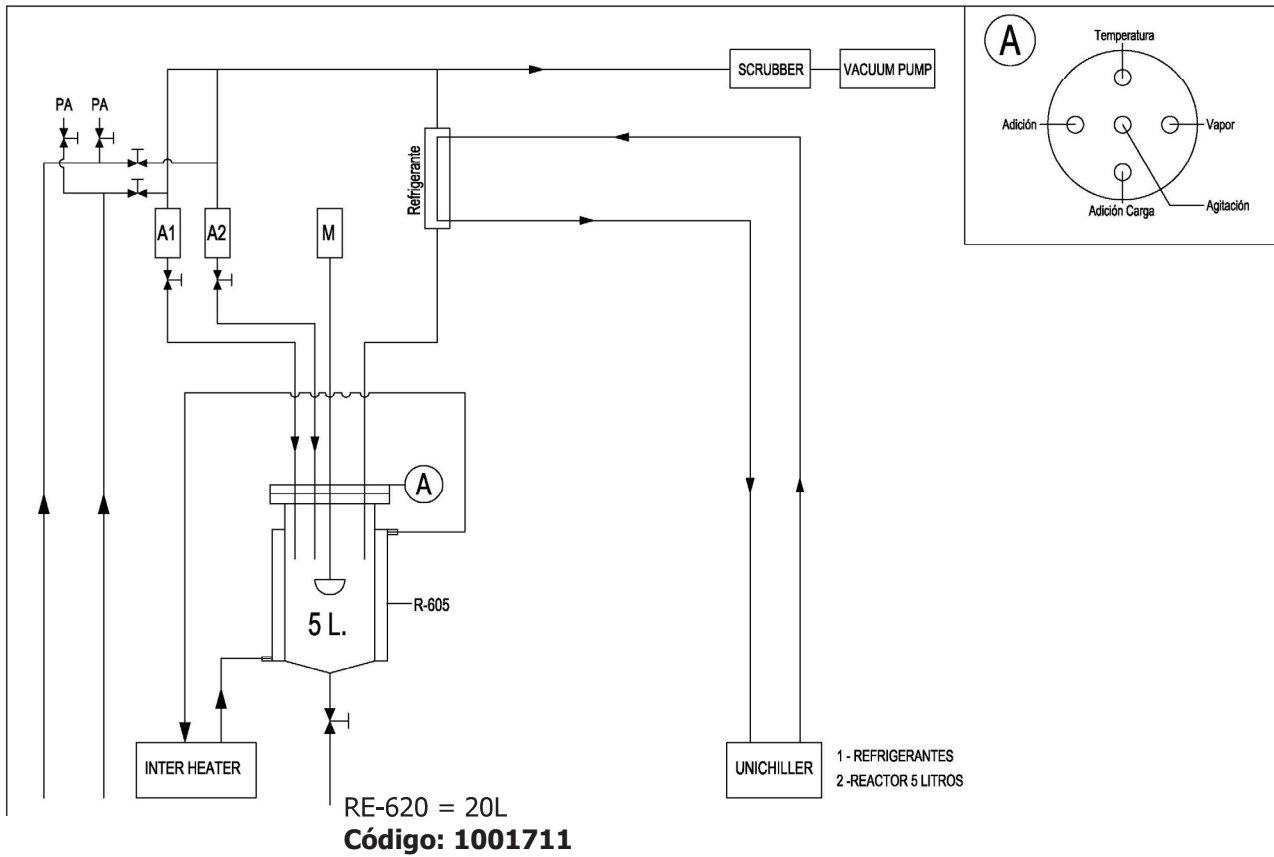 SCRUBBER
VACUUM PUMP
A
Temperatura
Adición
Vapor
Adición Carga
Agitación
PA
PA
Refrigerante
A1
A2
M
A
R-605
5 L.
INTER HEATER
UNICHILLER
1 - REFRIGERANTES
2 -REACTOR 5 LITROS
RE-620 = 20L
Código: 1001711